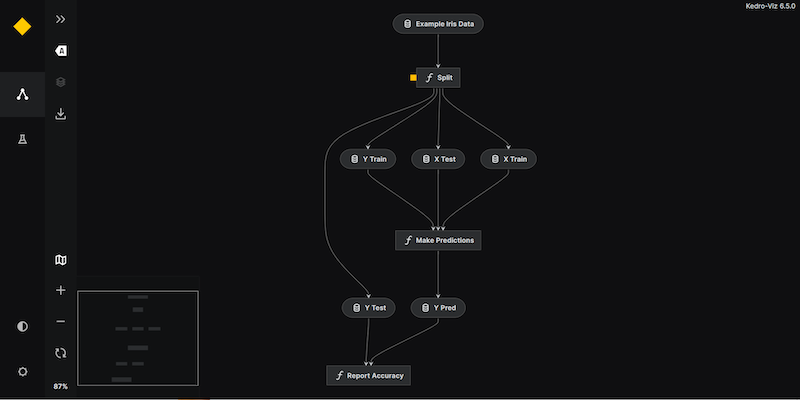 Kedro-Viz 6.5.0
Example Iris Data
A
Split
Y Train
X Test
X Train
Make Predictions
Y Test
Y Pred
Report Accuracy
87%